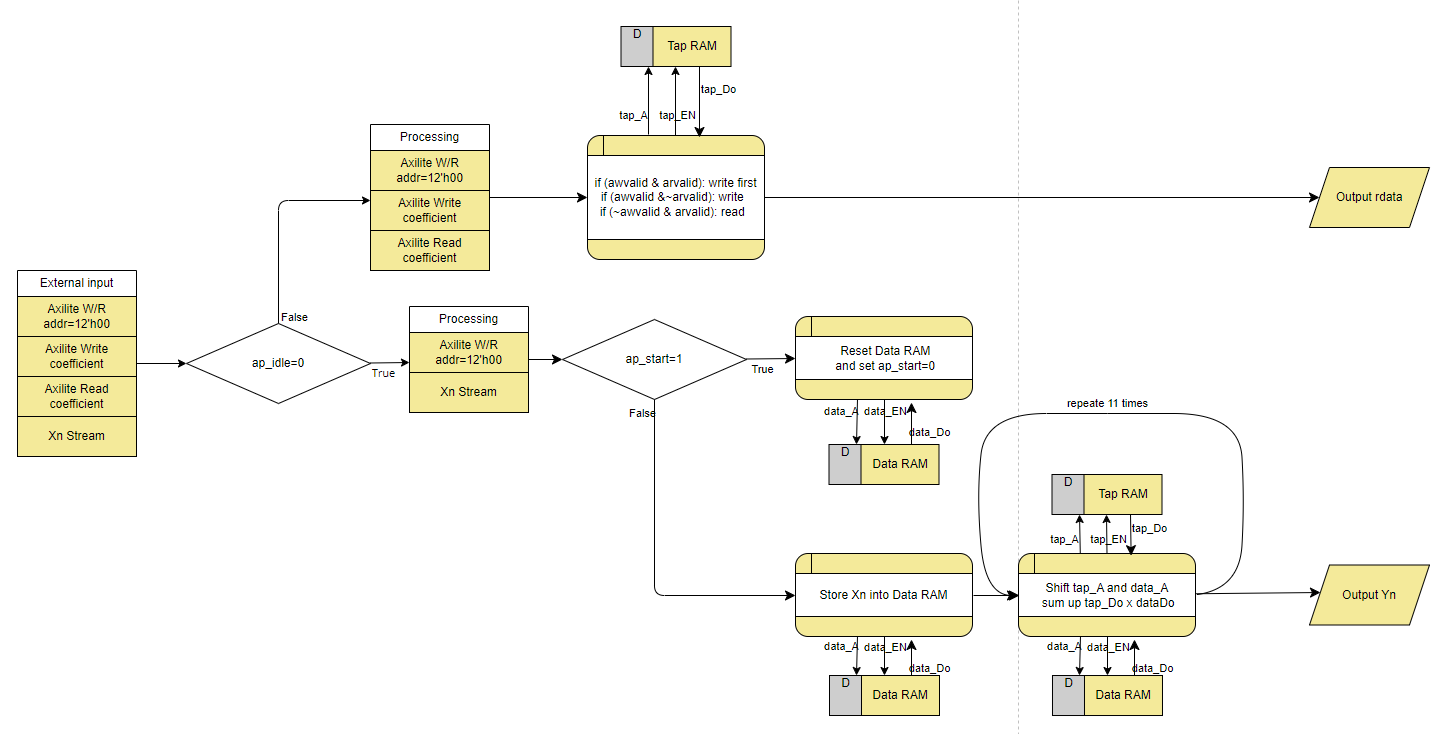 D
Tap RAM
tap_Do
tap_A
tap_EN
Processing
Axilite W/R
addr=12'h00
Axilite Write
coefficient
Axilite Read
coefficient
if (awvalid & arvalid): write first
if (awvalid &~arvalid): write
if (~awvalid & arvalid): read
Output rdata
External input
Axilite W/R
addr=12'h00
Axilite Write
coefficient
Axilite Read
coefficient
Xn Stream
False
ap_idle=0
True
Processing
Axilite W/R
addr=12'h00
Xn Stream
ap_start=1
True
False
Reset Data RAM
and set ap_start=0
data_A
data_EN
data_Do
D
Data RAM
repeate 11 times
D
Tap RAM
tap_Do
tap_A
tap_EN
Store Xn into Data RAM
Shift tap_A and data_A
sum up tap_Do x dataDo
Output Yn
data_A
data_EN
data_Do
D
Data RAM
data_A
data_EN
data_Do
D
Data RAM